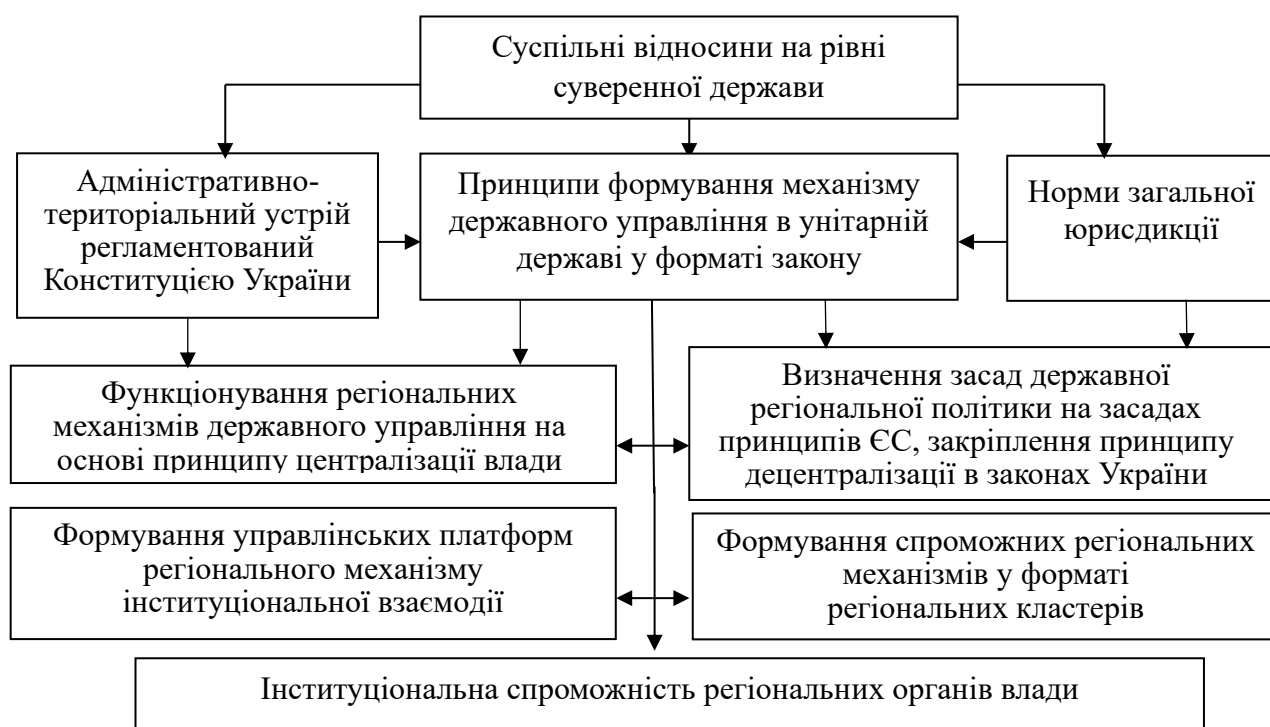 Суспільні відносини на рівні
суверенної держави
Адміністративно-
територіальний устрій
регламентований
Конституцією України
Принципи формування механізму
державного управління в унітарній
державі у форматі закону
Норми загальної
юрисдикції
Функціонування регіональних
механізмів державного управління на
основі принципу централізації влади
Визначення засад державної
регіональної політики на засадах
принципів ЄС, закріплення принципу
децентралізації в законах України
Формування управлінських платформ
регіонального механізму
інституціональної взаємодії
Формування спроможних регіональних
механізмів у форматі
регіональних кластерів
Інституціональна спроможність регіональних органів влади